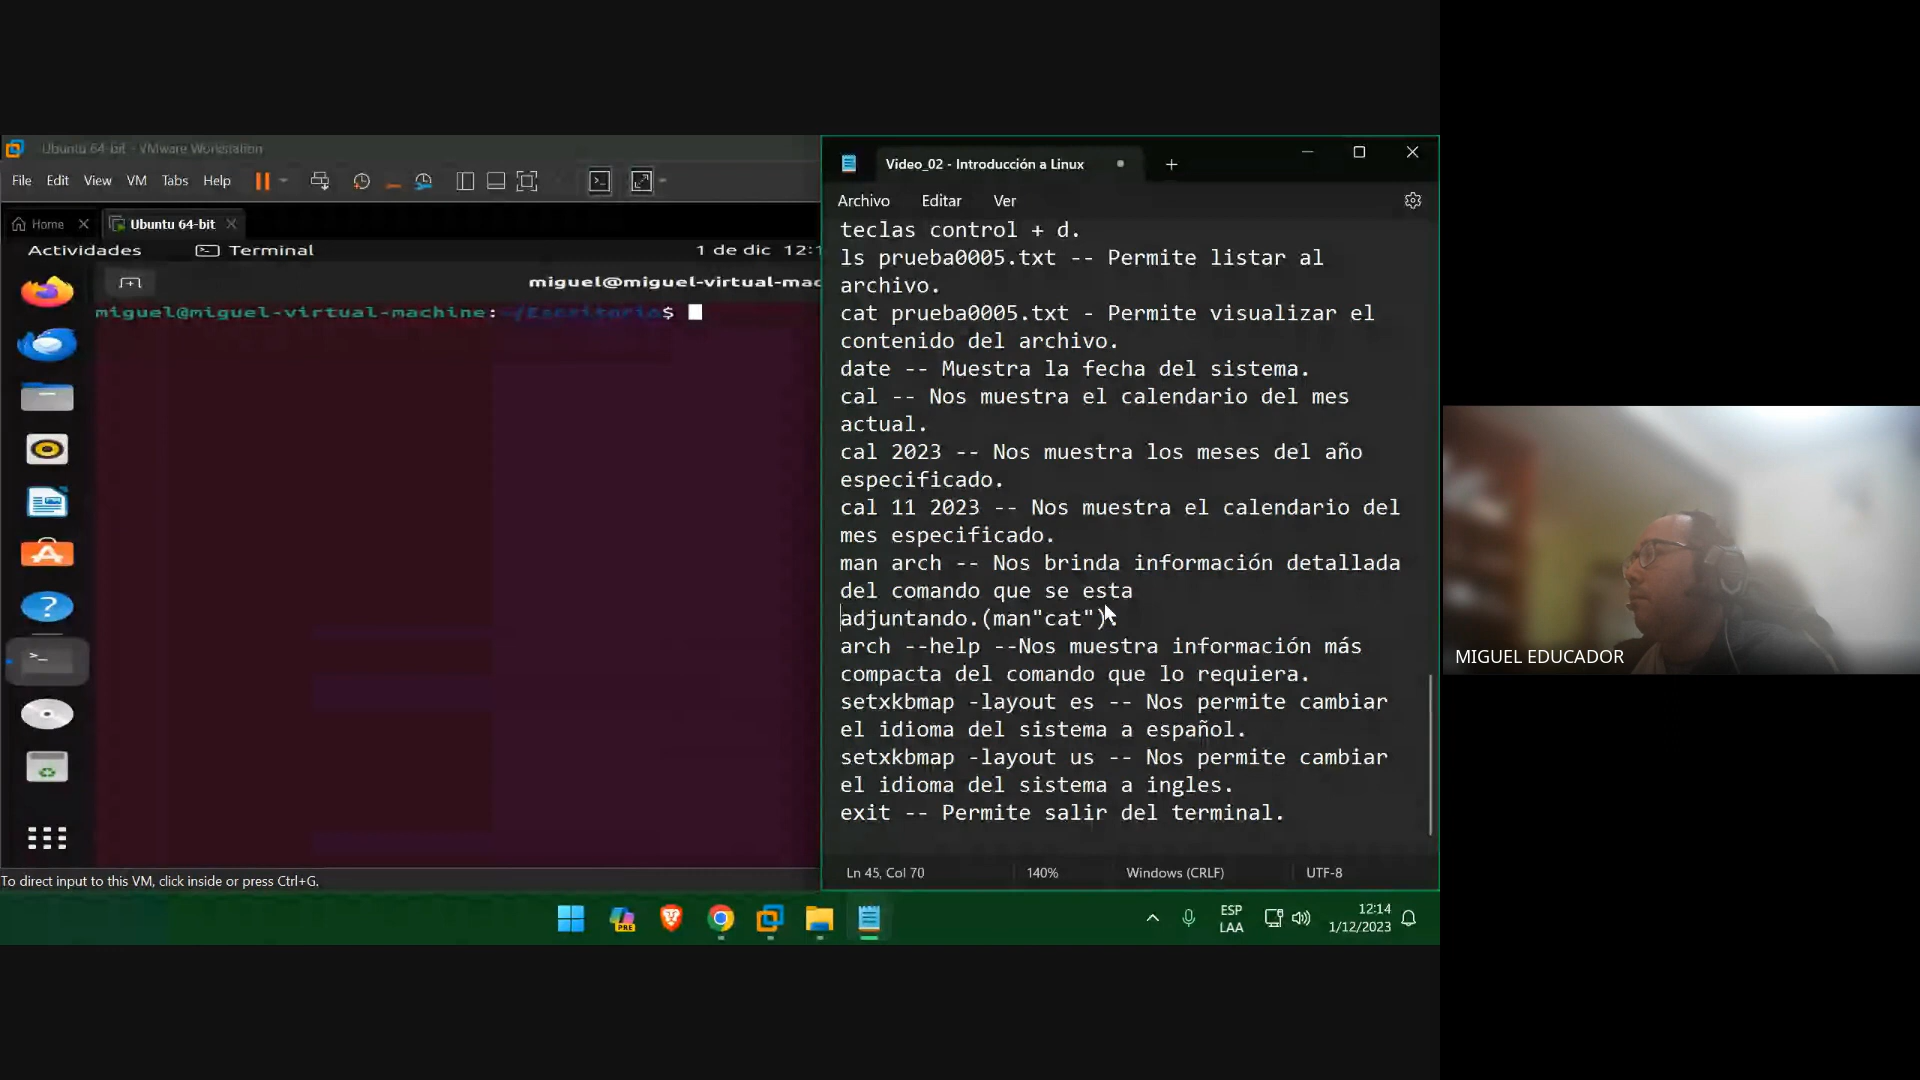 Ubuntu 64-bit - VMware Workstation
File Edit View VM Tabs Help
Home
Ubuntu 64-bit
Actividades Terminal 1 de dic 12:1
miguel@miguel-virtual-mac
miguel@miguel-virtual-machine:~/Escritorio$
To direct input to this VM, click inside or press Ctrl+G.
Video_02 - Introducción a Linux
Archivo Editar Ver
teclas control + d.
ls prueba0005.txt -- Permite listar al
archivo.
cat prueba0005.txt - Permite visualizar el
contenido del archivo.
date -- Muestra la fecha del sistema.
cal -- Nos muestra el calendario del mes
actual.
cal 2023 -- Nos muestra los meses del año
especificado.
cal 11 2023 -- Nos muestra el calendario del
mes especificado.
man arch -- Nos brinda información detallada
del comando que se esta
adjuntando.(man"cat").
arch --help --Nos muestra información más
compacta del comando que lo requiera.
setxkbmap -layout es -- Nos permite cambiar
el idioma del sistema a español.
setxkbmap -layout us -- Nos permite cambiar
el idioma del sistema a ingles.
exit -- Permite salir del terminal.
Ln 45, Col 70 140% Windows (CRLF) UTF-8
PRE
ESP
LAA
12:14
1/12/2023
MIGUEL EDUCADOR